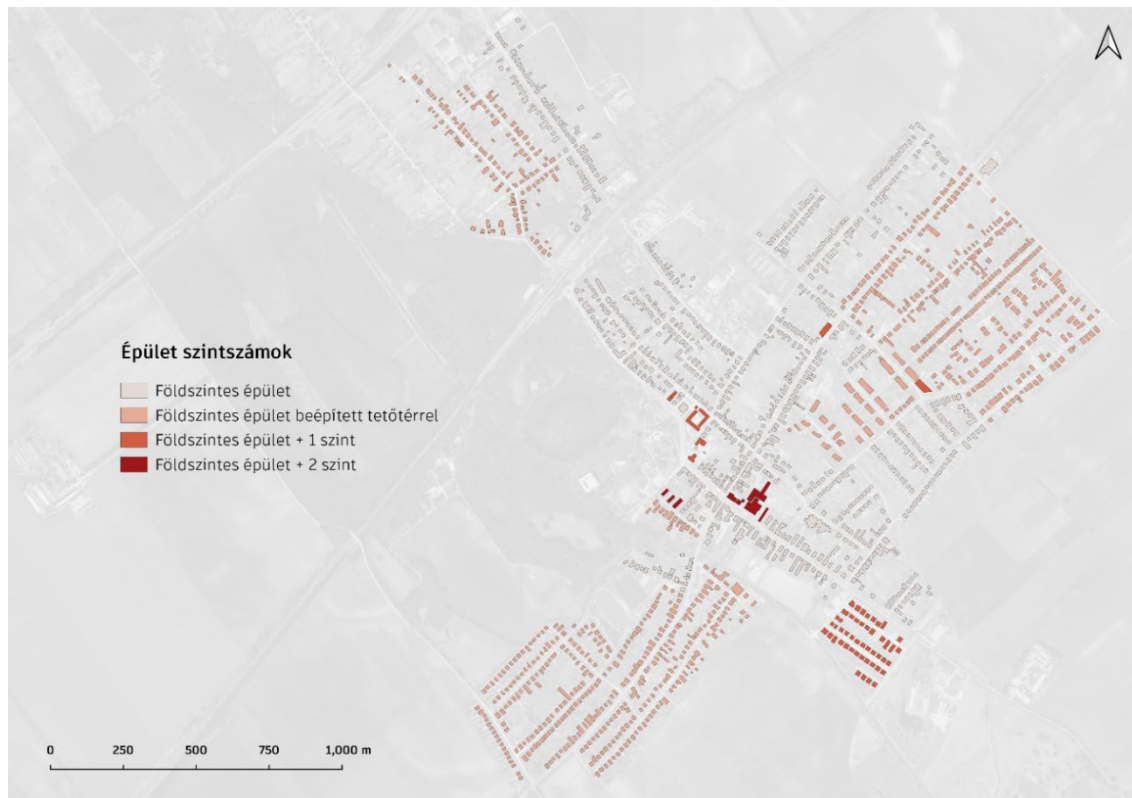 Épület szintszámok
Földszintes épület
Földszintes épület beépített tetőtérrel
Földszintes épület + 1 szint
Földszintes épület + 2 szint
0 250 500 750 1,000 m